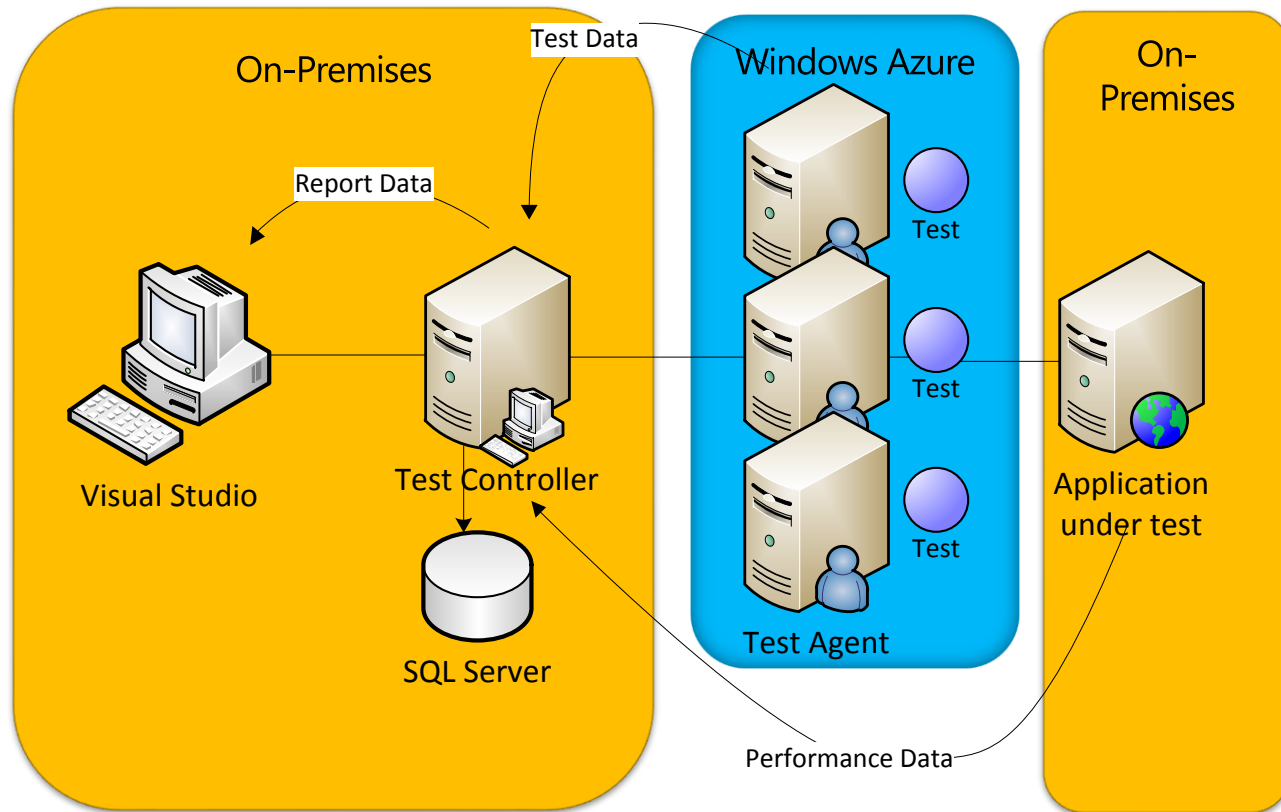 Test Data
On-Premises
Windows Azure
On-
Premises
Report Data
Test
Test
Visual Studio
Test Controller
Application
under test
Test
SQL Server
Test Agent
Performance Data